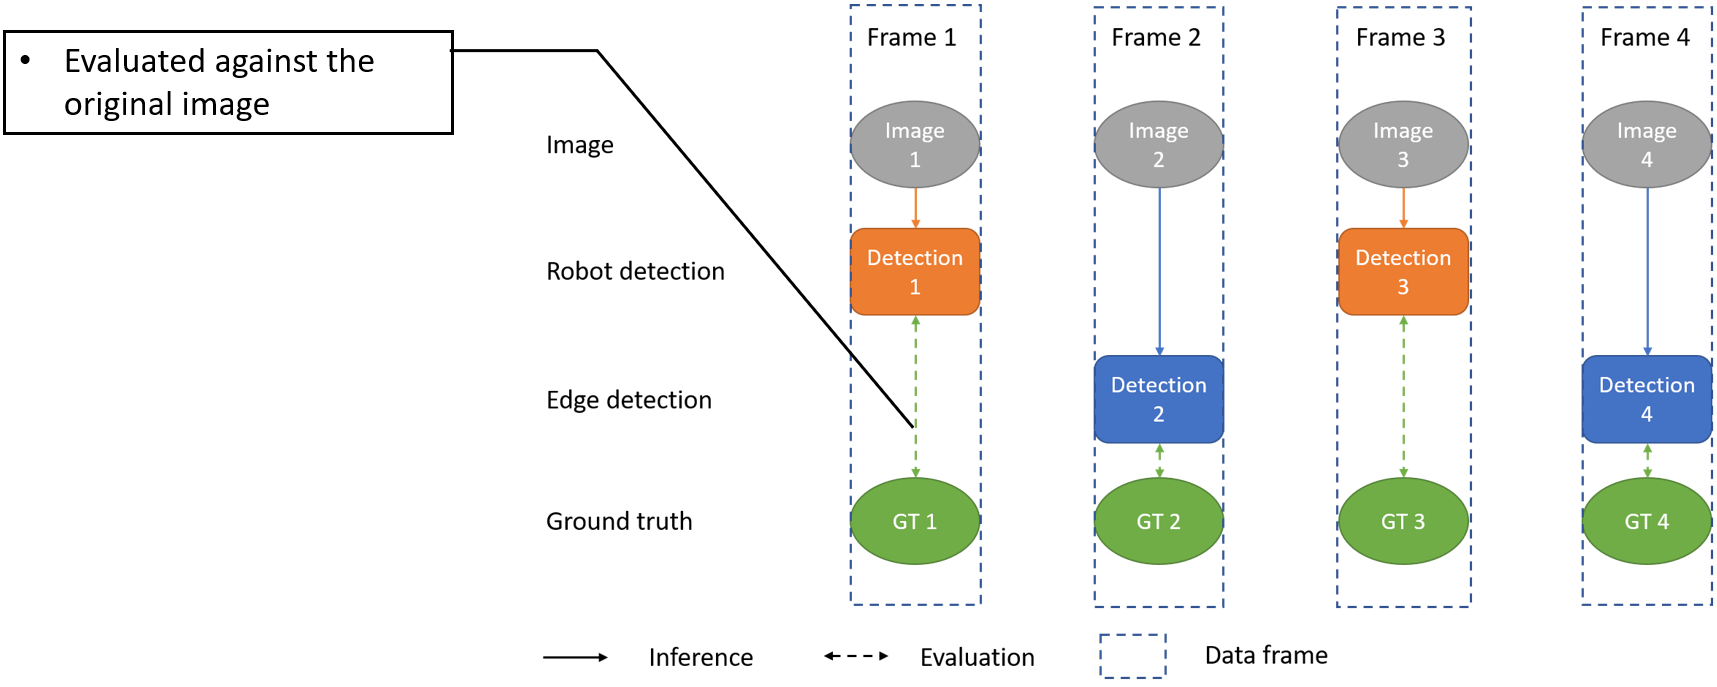 • Evaluated against the
original image
Frame 1
Frame 2
Frame 3
Frame 4
Image
Image
1
Image
2
Image
3
Image
4
Robot detection
Detection
1
Detection
3
Edge detection
Detection
2
Detection
4
Ground truth
GT 1
GT 2
GT 3
GT 4
Inference
Evaluation
Data frame